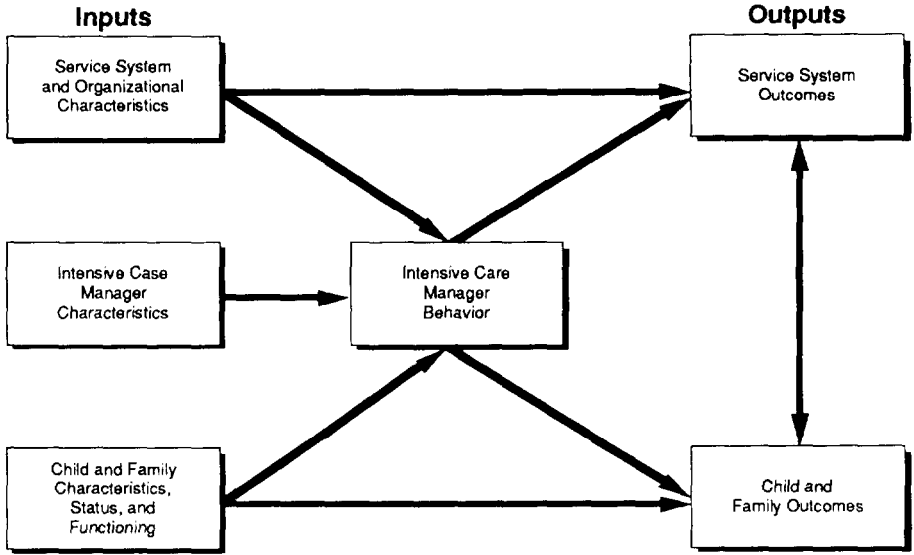 Inputs
Outputs
Service System
and Organizational
Characteristics
Service System
Outcomes
Intensive Case
Manager
Characteristics
Intensive Care
Manager
Behavior
Child and Family
Characteristics,
Status, and
Functioning
Child and
Family Outcomes